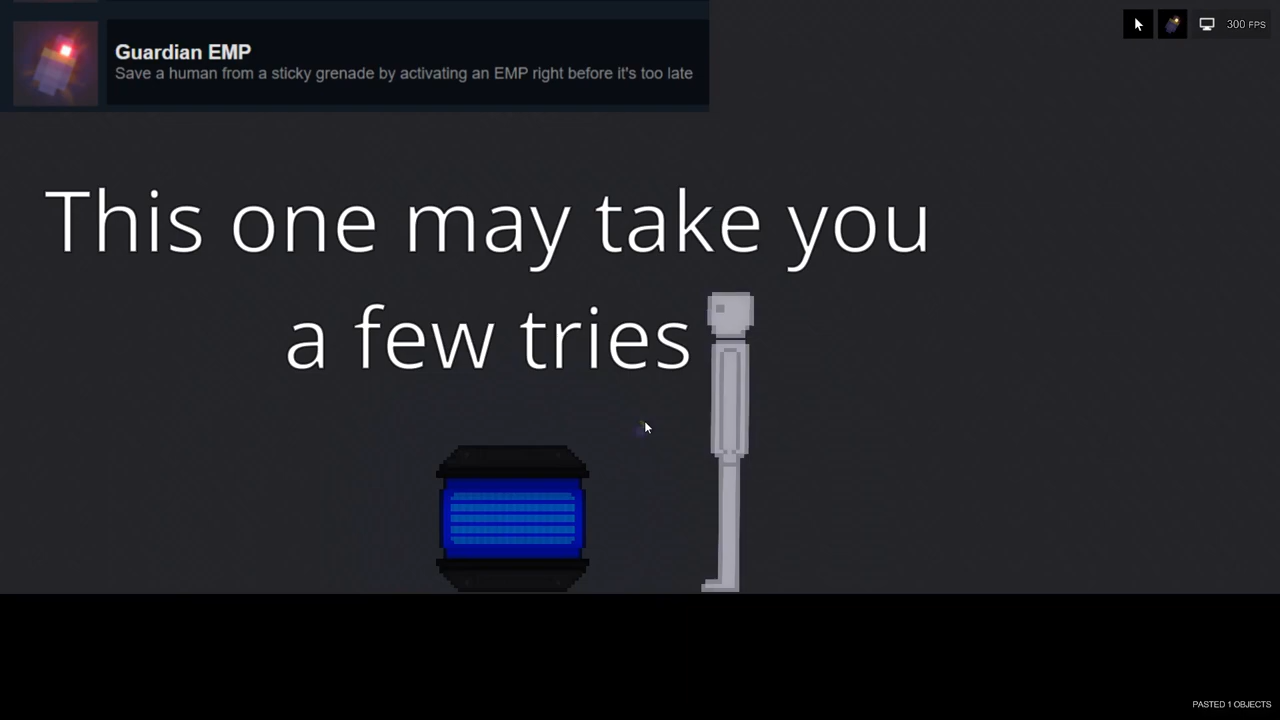 Guardian EMP
Save a human from a sticky grenade by activating an EMP right before it's too late
300 FPS
This one may take you
a few tries
PASTED 1 OBJECTS